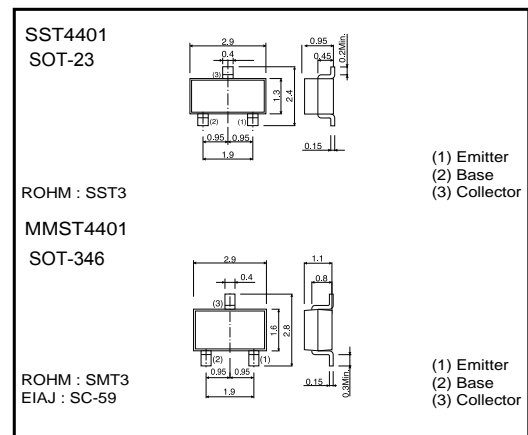 SST4401
SOT-23
2.9
0.4
(3)
1.3
2.4
(2)
(1)
0.95
0.95
1.9
0.95
0.45
0.2Min.
0.15
ROHM : SST3
(1) Emitter
(2) Base
(3) Collector
MMST4401
SOT-346
2.9
0.4
(3)
1.6
2.8
(2)
(1)
0.95
0.95
1.9
1.1
0.8
0.15
0.3Min.
ROHM : SMT3
EIAJ : SC-59
(1) Emitter
(2) Base
(3) Collector